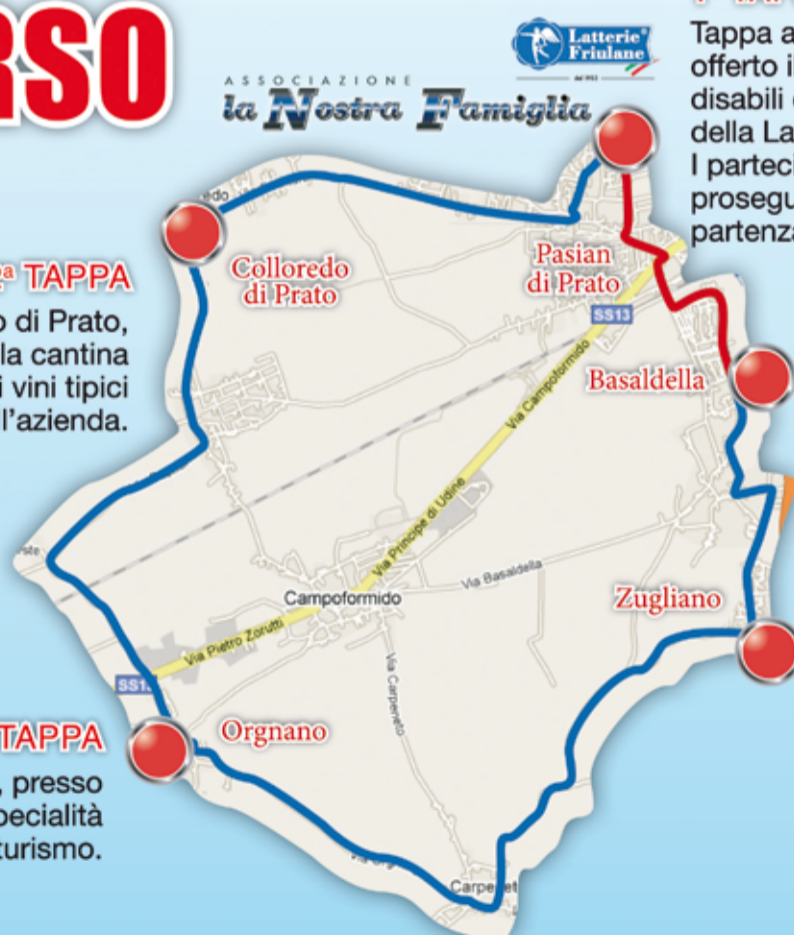 RSO
Latterie
Friulane
ASSOCIAZIONE
la Nostra Famiglia
Tappa a
offerto i
disabili
della La
I parteci
prosegu
partenza
TAPPA
o di Prato,
la cantina
i vini tipici
l'azienda.
Colloredo
di Prato
Pasian
di Prato
SS13
Via Campoformido
Basaldella
Via Principe di Udine
Via Basaldella
Campoformido
Zugliano
Via Pietro Zorutti
SS13
Via Carpeneto
TAPPA
, presso
pecialità
turismo.
Orgnano